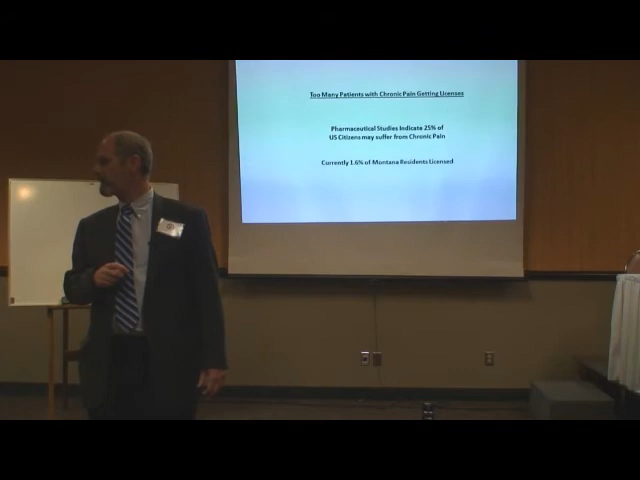 Too Many Patients with Chronic Pain Getting Licenses
Pharmaceutical Studies Indicate 25% of
US Citizens may suffer from Chronic Pain
Currently 1.6% of Montana Residents Licensed